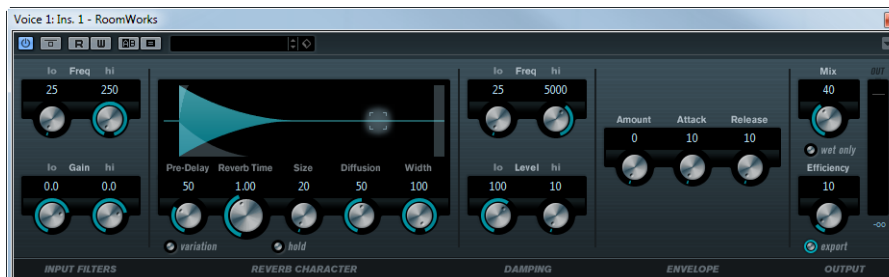 Voice 1: Ins. 1 - RoomWorks
R W
lo Freq hi
25 250
lo Gain hi
0.0 0.0
INPUT FILTERS
Pre-Delay Reverb Time Size Diffusion Width
50 1.00 20 50 100
variation hold
REVERB CHARACTER
lo Freq hi
25 5000
lo Level hi
100 10
DAMPING
Amount Attack Release
0 10 10
ENVELOPE
Mix
40
wet only
Efficiency
10
export
OUT
-∞
OUTPUT